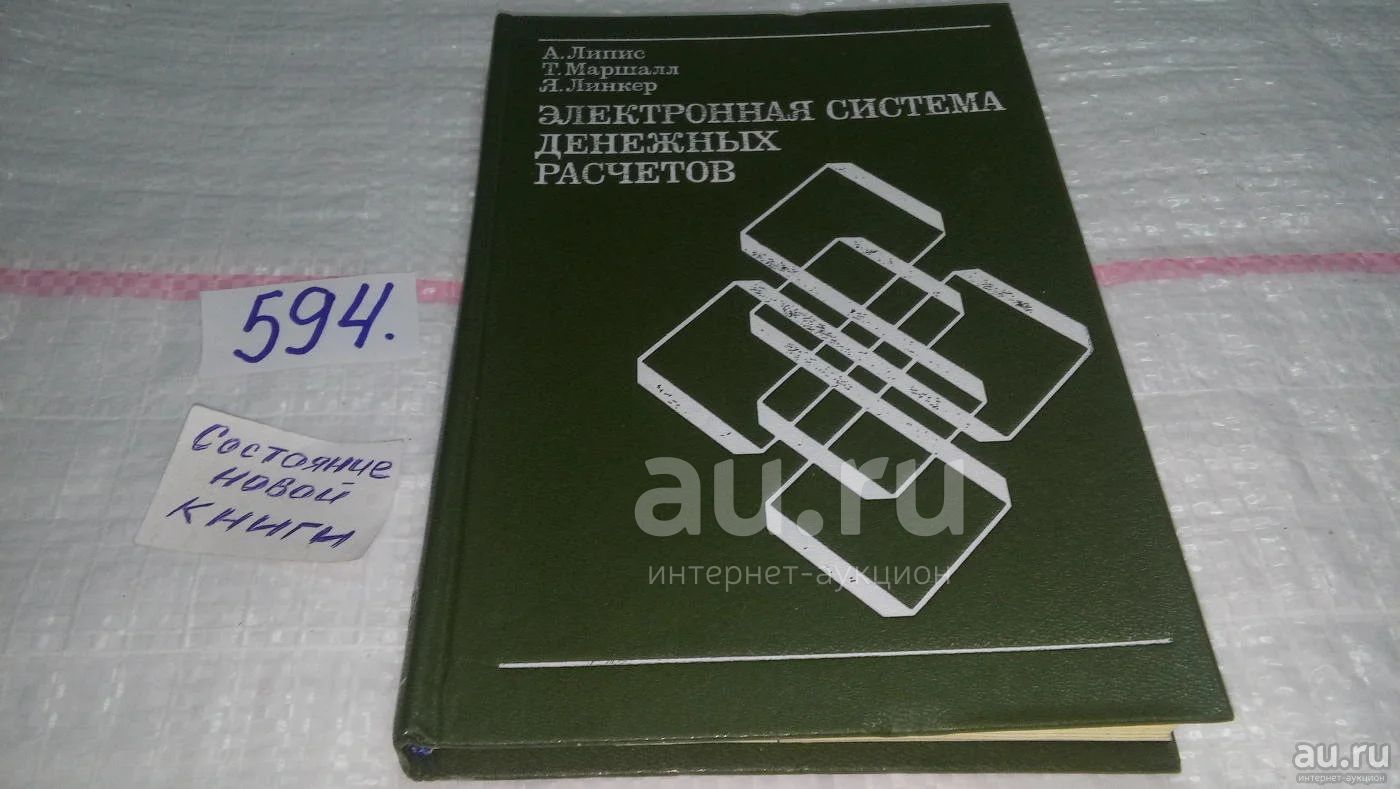 А. Липис
Т. Маршалл
Я. Линкер
ЭЛЕКТРОННАЯ СИСТЕМА
ДЕНЕЖНЫХ
РАСЧЕТОВ
594.
Состояние
новой
книги
au.ru
интернет-аукцион
au.ru
интернет-аукцион